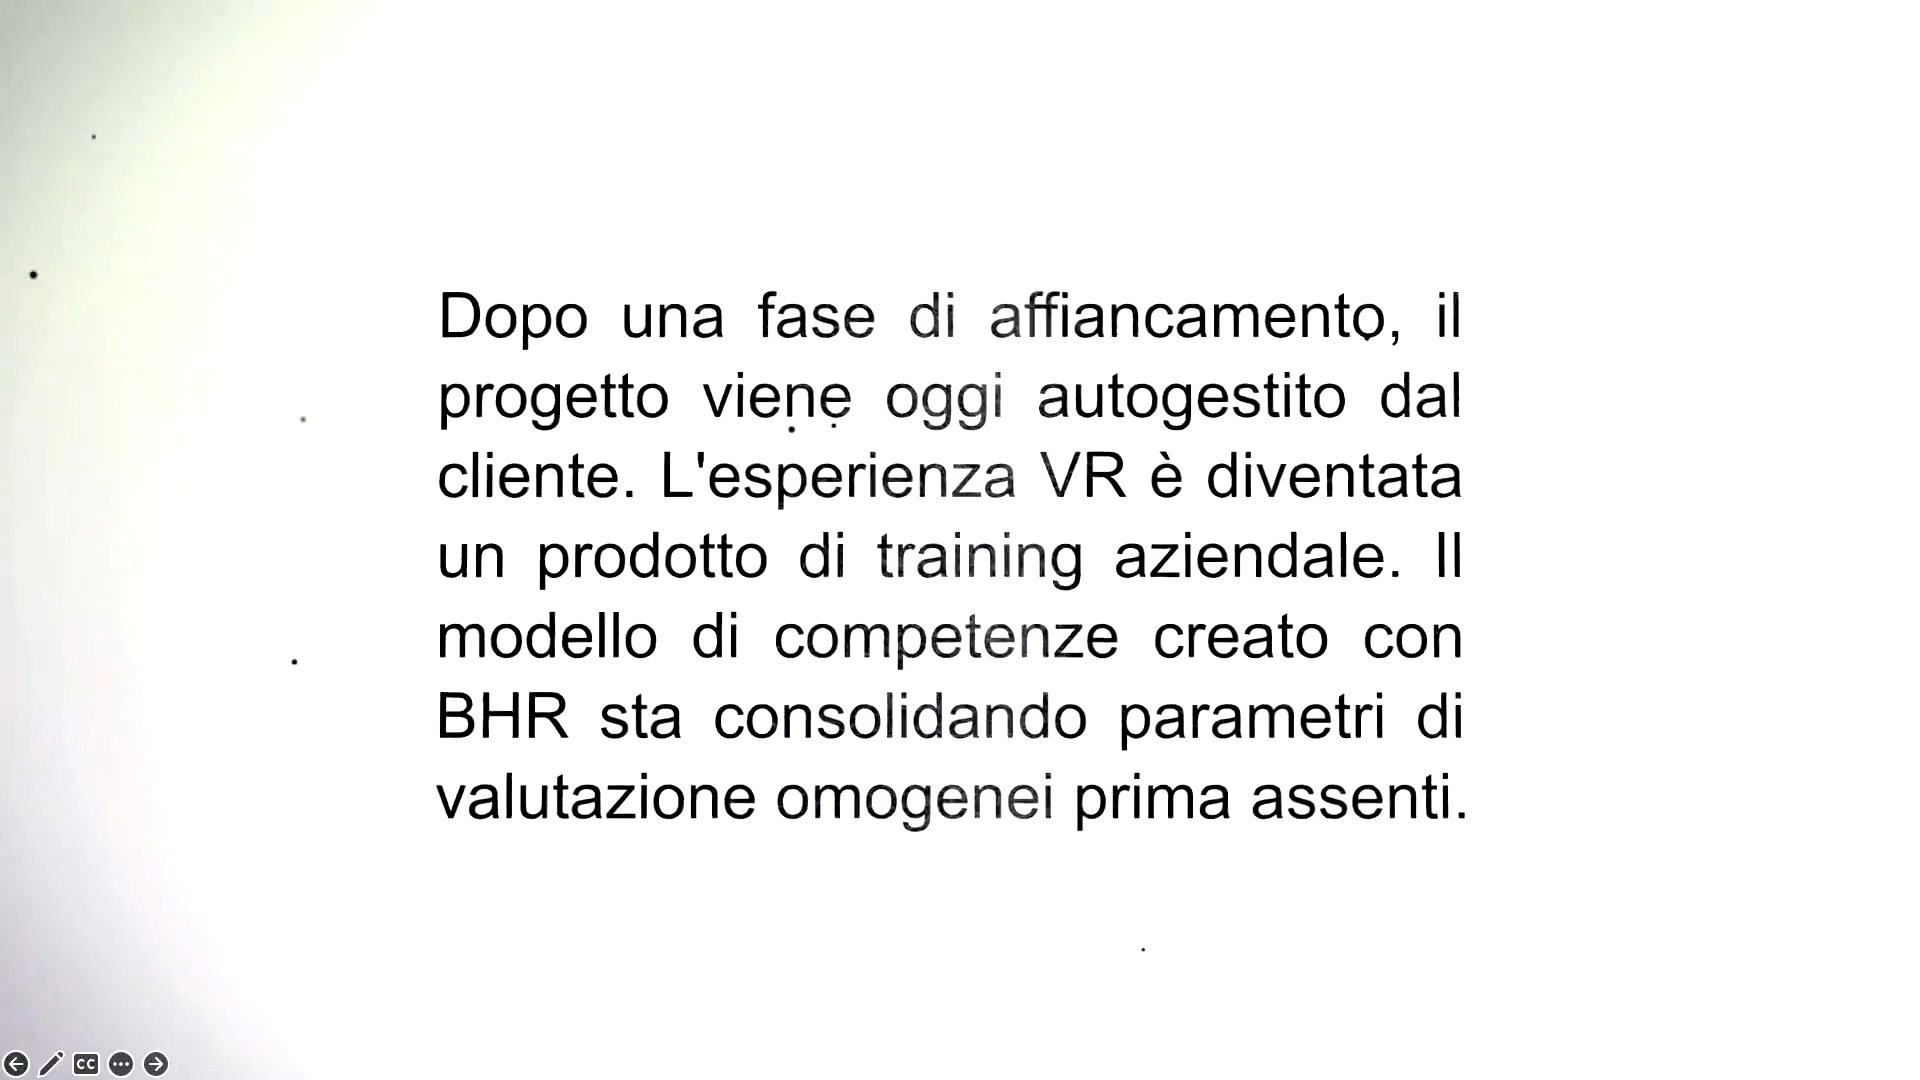 Dopo una fase di affiancamento, il
progetto viene oggi autogestito dal
cliente. L'esperienza VR è diventata
un prodotto di training aziendale. Il
modello di competenze creato con
BHR sta consolidando parametri di
valutazione omogenei prima assenti.
CC